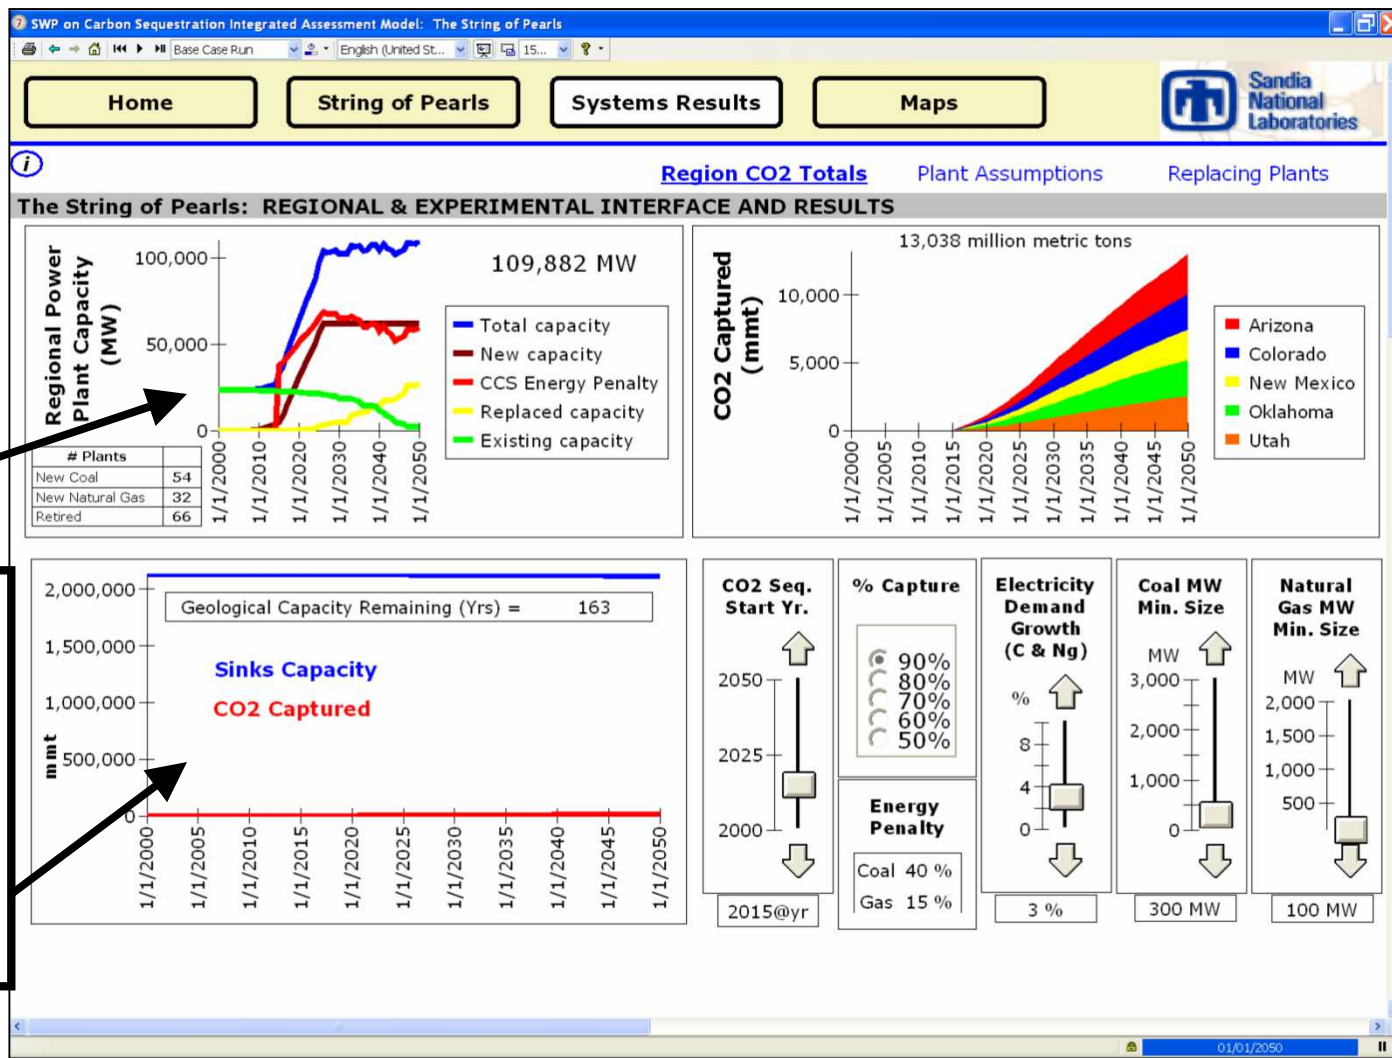 SWP on Carbon Sequestration Integrated Assessment Model: The String of Pearls
Base Case Run
English (United St...
15...
Home
String of Pearls
Systems Results
Maps
Sandia
National
Laboratories
i
Region CO2 Totals
Plant Assumptions
Replacing Plants
The String of Pearls: REGIONAL & EXPERIMENTAL INTERFACE AND RESULTS
Regional Power
Plant Capacity
(MW)
100,000
50,000
0
109,882 MW
Total capacity
New capacity
CCS Energy Penalty
Replaced capacity
Existing capacity
1/1/2000
1/1/2010
1/1/2020
1/1/2030
1/1/2040
1/1/2050
# Plants
New Coal 54
New Natural Gas 32
Retired 66
13,038 million metric tons
CO2 Captured
(mmt)
10,000
5,000
0
1/1/2000
1/1/2005
1/1/2010
1/1/2015
1/1/2020
1/1/2025
1/1/2030
1/1/2035
1/1/2040
1/1/2045
1/1/2050
Arizona
Colorado
New Mexico
Oklahoma
Utah
2,000,000
1,500,000
1,000,000
500,000
0
mmt
Geological Capacity Remaining (Yrs) = 163
Sinks Capacity
CO2 Captured
1/1/2000
1/1/2005
1/1/2010
1/1/2015
1/1/2020
1/1/2025
1/1/2030
1/1/2035
1/1/2040
1/1/2045
1/1/2050
CO2 Seq.
Start Yr.
2050
2025
2000
2015@yr
% Capture
90%
80%
70%
60%
50%
Energy
Penalty
Coal 40 %
Gas 15 %
Electricity
Demand
Growth
(C & Ng)
%
8
4
0
3 %
Coal MW
Min. Size
MW
3,000
2,000
1,000
0
300 MW
Natural
Gas MW
Min. Size
MW
2,000
1,500
1,000
500
100 MW
01/01/2050